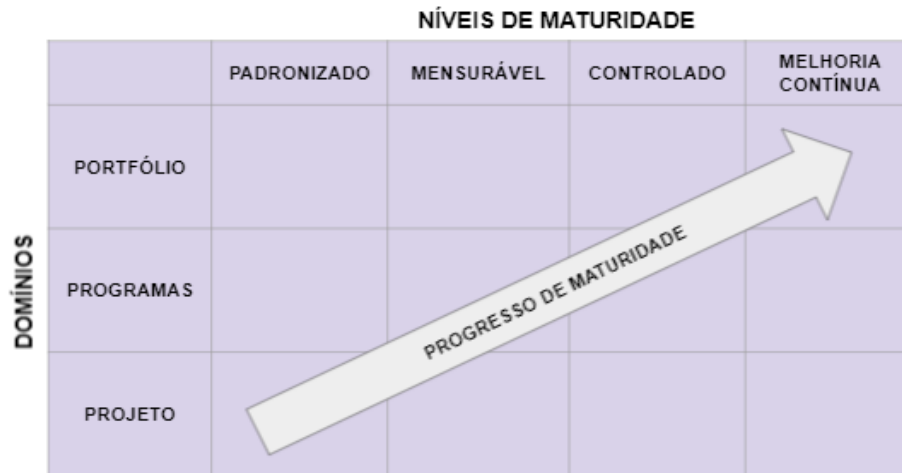 NÍVEIS DE MATURIDADE
PADRONIZADO
MENSURÁVEL
CONTROLADO
MELHORIA
CONTÍNUA
DOMÍNIOS
PORTFÓLIO
PROGRAMAS
PROJETO
PROGRESSO DE MATURIDADE